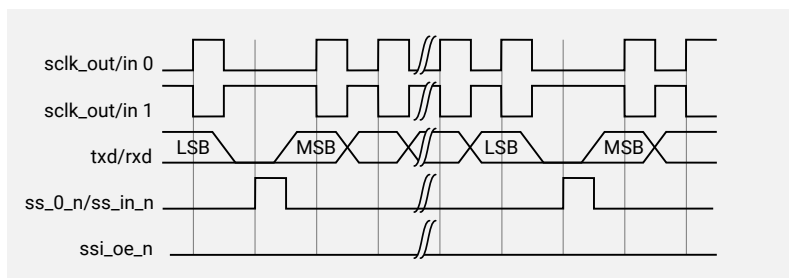 sclk_out/in 0
sclk_out/in 1
txd/rxd LSB MSB LSB MSB
ss_0_n/ss_in_n
ssi_oe_n